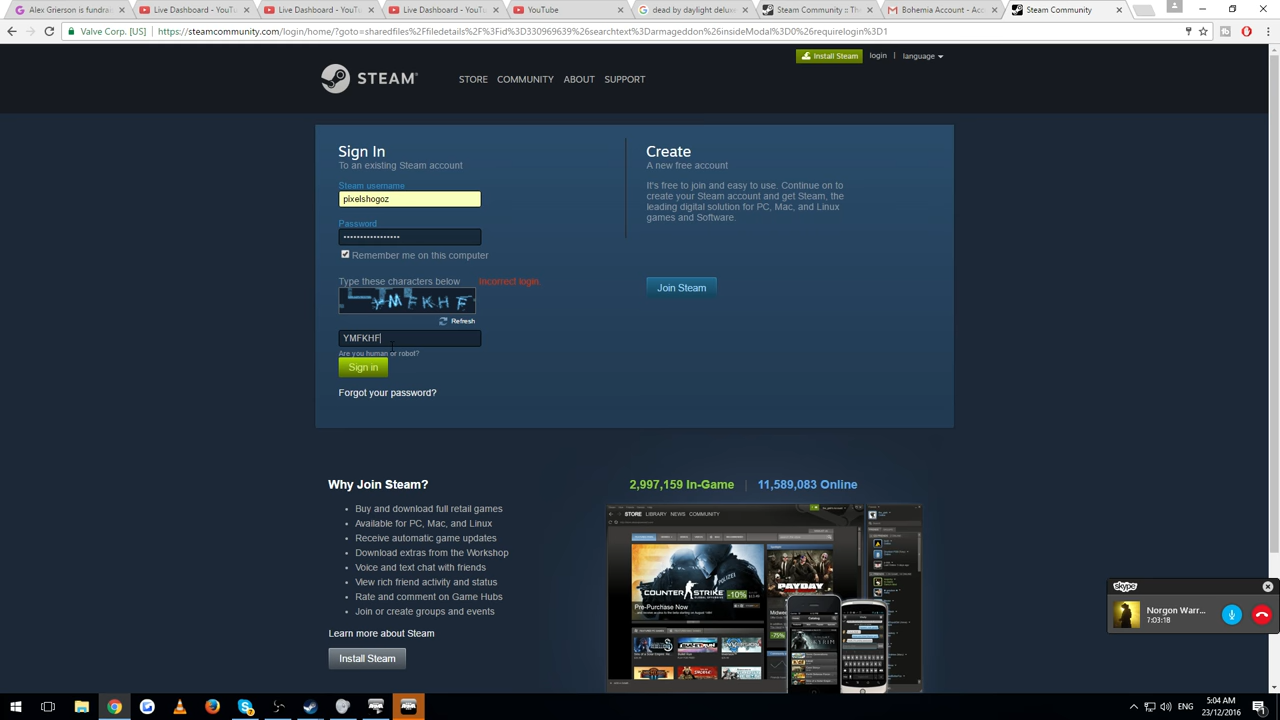 Alex Grierson is fundrai
Live Dashboard - YouTu
Live Dashboard - YouTu
Live Dashboard - YouTu
YouTube
dead by daylight deluxe
Steam Community :: Th
Bohemia Account - Acc
Steam Community
Valve Corp. [US] https://steamcommunity.com/login/home/?goto=sharedfiles%2Ffiledetails%2F%3Fid%3D330969639%26searchtext%3Darmageddon%26insideModal%3D0%26requirelogin%3D1
Install Steam login | language
STEAM
STORE COMMUNITY ABOUT SUPPORT
Sign In
To an existing Steam account
Steam username
pixelshogoz
Password
Remember me on this computer
Type these characters below Incorrect login.
YMFKHF
Refresh
YMFKHF
Are you human or robot?
Sign in
Forgot your password?
Create
A new free account
It's free to join and easy to use. Continue on to
create your Steam account and get Steam, the
leading digital solution for PC, Mac, and Linux
games and Software.
Join Steam
Why Join Steam?
Buy and download full retail games
Available for PC, Mac, and Linux
Receive automatic game updates
Download extras from the Workshop
Voice and text chat with friends
View rich friend activity and status
Rate and comment on Game Hubs
Join or create groups and events
Learn more about Steam
Install Steam
2,997,159 In-Game | 11,589,083 Online
STORE LIBRARY NEWS COMMUNITY
COUNTER STRIKE
-10%
Pre-Purchase Now
PAYDAY
-75%
SKYRIM
skype
Norgon Warr...
7:03:18
ENG
5:04 AM
23/12/2016